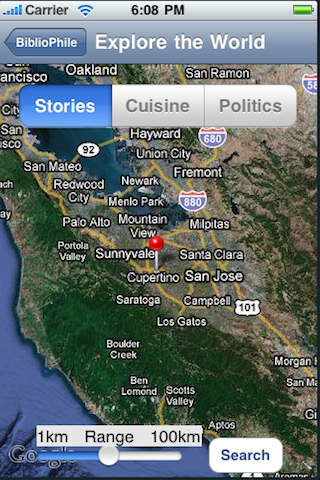 Carrier 6:08 PM
BiblioPhile Explore the World
Oakland
San Ramon
San
Francisco
Stories Cuisine Politics
Hayward
92
680
San Mateo
Union City
Redwood
City
Newark
Fremont
Menlo Park
880
Palo Alto
Mountain
View
Milpitas
Portola
Valley
Sunnyvale
Santa Clara
Cupertino
San Jose
Saratoga
Campbell
101
Los Gatos
Boulder
Creek
Morgan H
Ben
Lomond
Scotts
Valley
Aptos
1km Range 100km
Google
Search